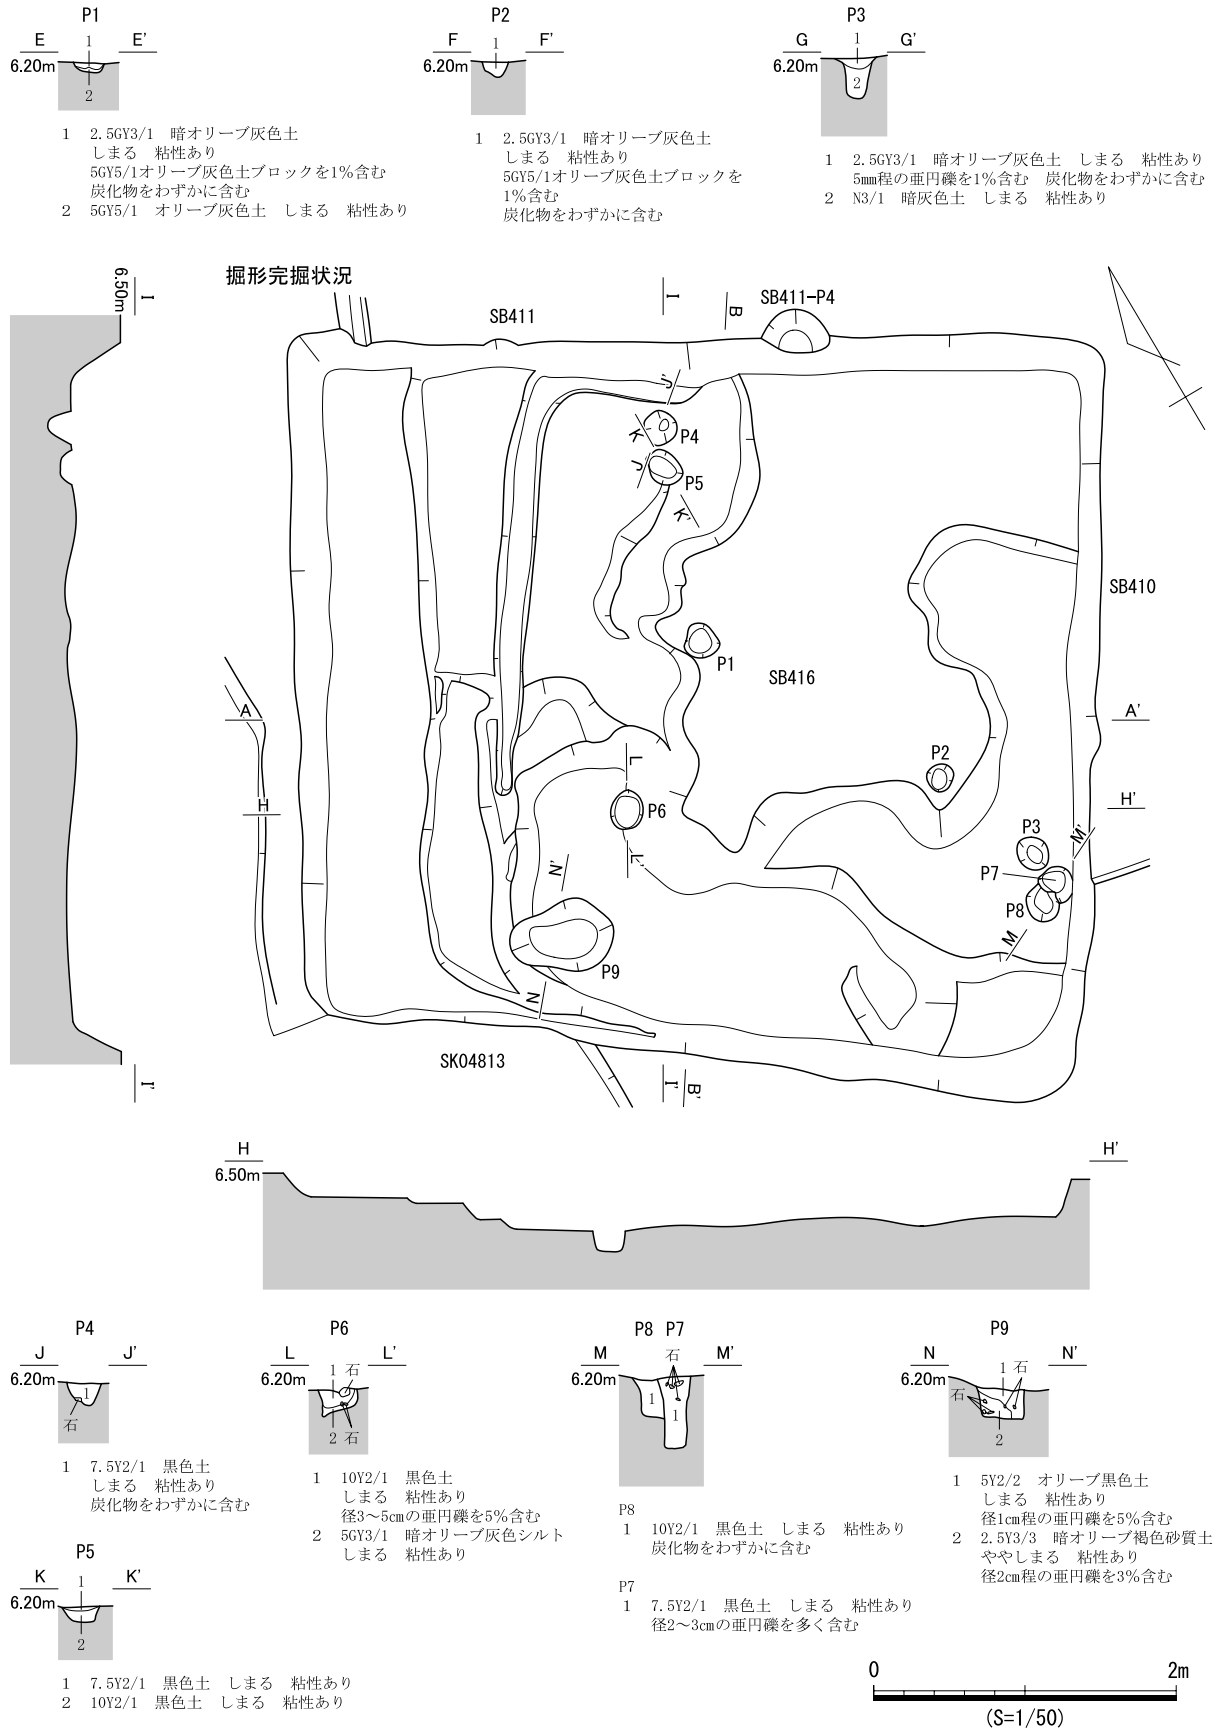 P1
E 1 E'
6.20m
2
1 2.5GY3/1 暗オリーブ灰色土
しまる 粘性あり
5GY5/1オリーブ灰色土ブロックを1%含む
炭化物をわずかに含む
2 5GY5/1 オリーブ灰色土 しまる 粘性あり
P2
F 1 F'
6.20m
1 2.5GY3/1 暗オリーブ灰色土
しまる 粘性あり
5GY5/1オリーブ灰色土ブロックを
1%含む
炭化物をわずかに含む
P3
G 1 G'
6.20m
2
1 2.5GY3/1 暗オリーブ灰色土 しまる 粘性あり
5mm程の亜円礫を1%含む 炭化物をわずかに含む
2 N3/1 暗灰色土 しまる 粘性あり
掘形完掘状況
6.50m
I
I'
SB411
I
B
SB411-P4
J'
K
P4
J
P5
K'
SB410
P1
SB416
A
A'
P2
L
H
H'
P6
P3
M'
L'
N'
P7
P8
M
P9
N
SK04813
I'
B'
H
6.50m
H'
P4
J J'
6.20m
1
石
1 7.5Y2/1 黒色土
しまる 粘性あり
炭化物をわずかに含む
P5
K 1 K'
6.20m
2
1 7.5Y2/1 黒色土 しまる 粘性あり
2 10Y2/1 黒色土 しまる 粘性あり
P6
L 1 石 L'
6.20m
2 石
1 10Y2/1 黒色土
しまる 粘性あり
径3～5cmの亜円礫を5%含む
2 5GY3/1 暗オリーブ灰色シルト
しまる 粘性あり
P8 P7
M 石 M'
6.20m
1
1
P8
1 10Y2/1 黒色土 しまる 粘性あり
炭化物をわずかに含む
P7
1 7.5Y2/1 黒色土 しまる 粘性あり
径2～3cmの亜円礫を多く含む
P9
N 1 石 N'
6.20m
石
2
1 5Y2/2 オリーブ黒色土
しまる 粘性あり
径1cm程の亜円礫を5%含む
2 2.5Y3/3 暗オリーブ褐色砂質土
ややしまる 粘性あり
径2cm程の亜円礫を3%含む
0 2m
(S=1/50)